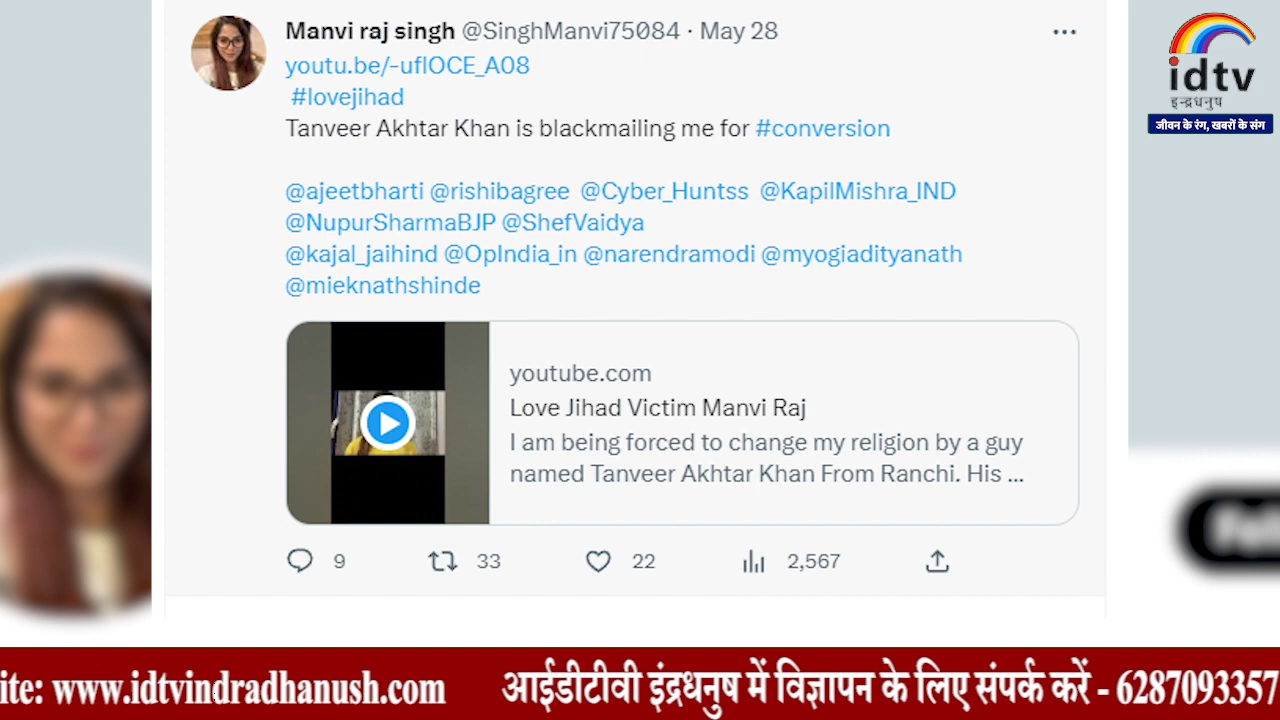 Manvi raj singh @SinghManvi75084 · May 28
youtu.be/-uflOCE_A08
#lovejihad
Tanveer Akhtar Khan is blackmailing me for #conversion
@ajeetbharti @rishibagree @Cyber_Huntss @KapilMishra_IND
@NupurSharmaBJP @ShefVaidya
@kajal_jaihind @OpIndia_in @narendramodi @myogiadityanath
@mieknathshinde
youtube.com
Love Jihad Victim Manvi Raj
I am being forced to change my religion by a guy
named Tanveer Akhtar Khan From Ranchi. His ...
9 33 22 2,567
idtv
इन्द्रधनुष
जीवन के रंग, खबरों के संग
ite: www.idtvindradhanush.com आईडीटीवी इंद्रधनुष में विज्ञापन के लिए संपर्क करें - 6287093357